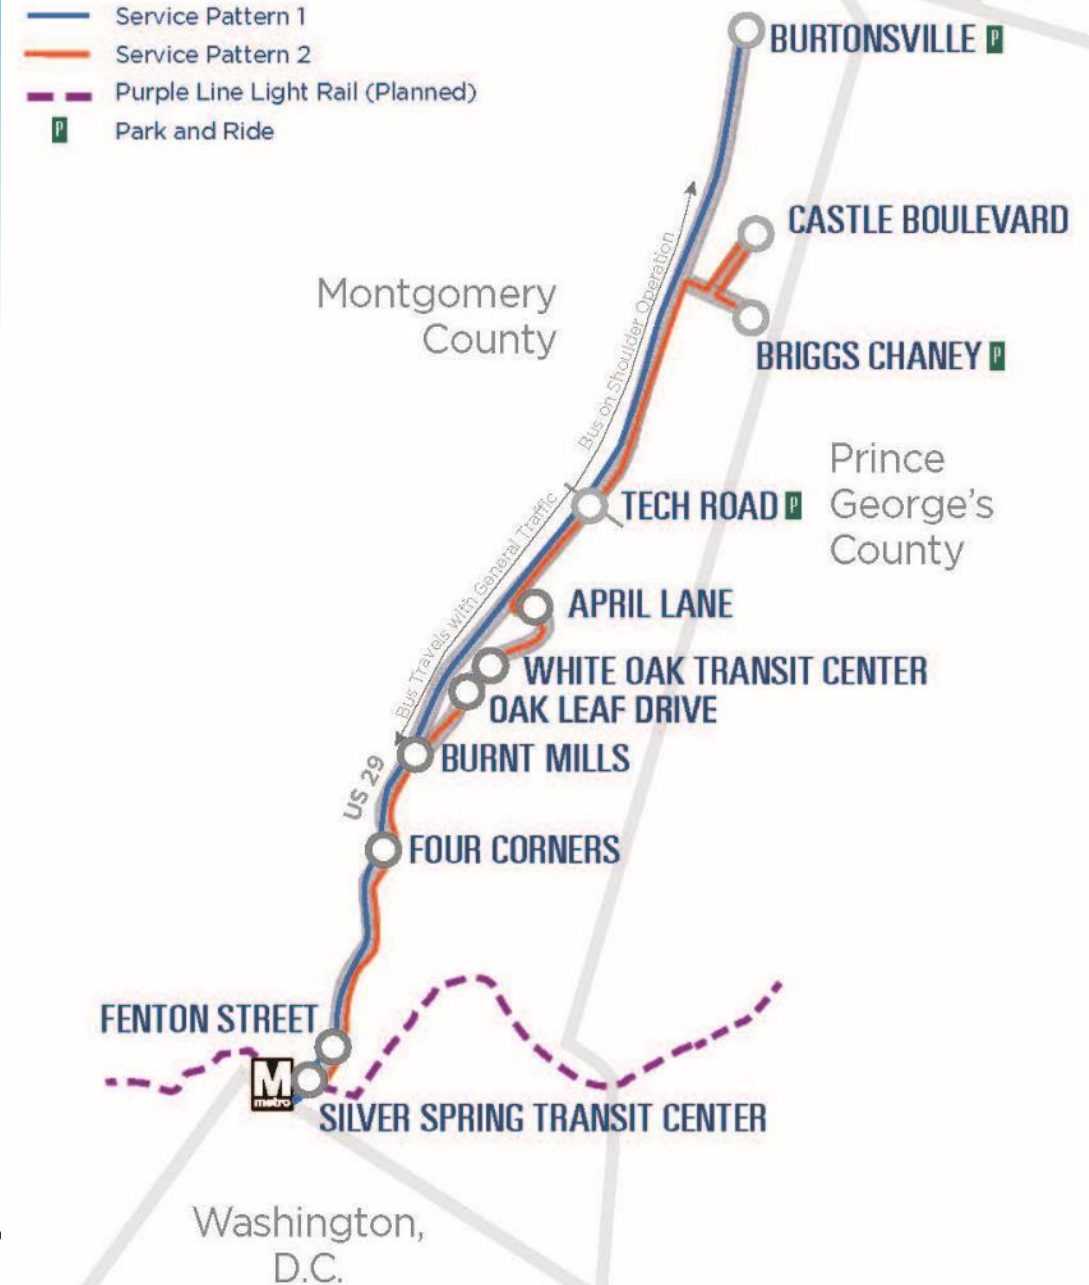 Service Pattern 1
Service Pattern 2
Purple Line Light Rail (Planned)
P Park and Ride
BURTONSVILLE P
CASTLE BOULEVARD
Montgomery
County
Bus on Shoulder Operation
BRIGGS CHANEY P
Prince
George's
County
TECH ROAD P
Bus Travels with General Traffic
APRIL LANE
WHITE OAK TRANSIT CENTER
OAK LEAF DRIVE
BURNT MILLS
US 29
FOUR CORNERS
FENTON STREET
M
metro
SILVER SPRING TRANSIT CENTER
Washington,
D.C.